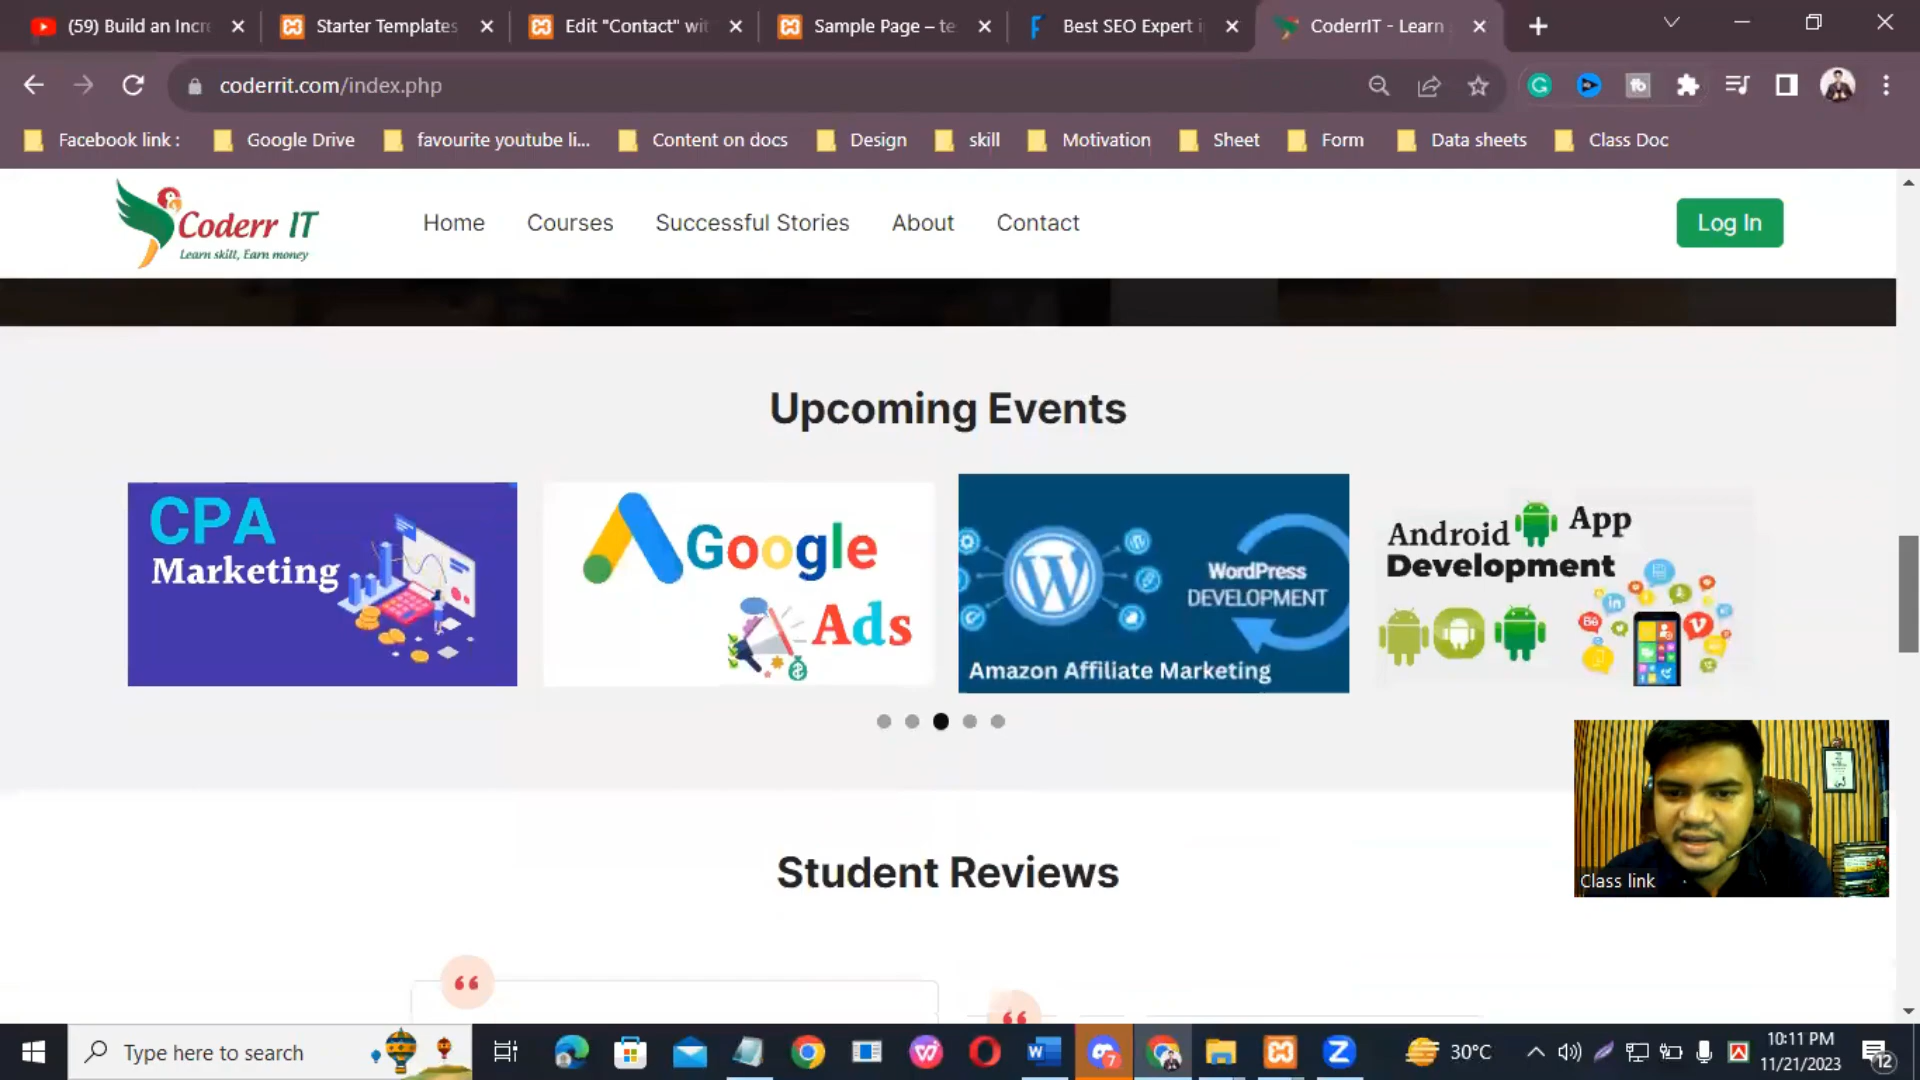 (59) Build an Incre
Starter Templates
Edit "Contact" wit
Sample Page – te
Best SEO Expert i
CoderrIT - Learn
coderrit.com/index.php
Facebook link :
Google Drive
favourite youtube li...
Content on docs
Design
skill
Motivation
Sheet
Form
Data sheets
Class Doc
Coderr IT
Learn skill, Earn money
Home
Courses
Successful Stories
About
Contact
Log In
Upcoming Events
CPA
Marketing
Google
Ads
WordPress
DEVELOPMENT
Amazon Affiliate Marketing
Android App
Development
Class link
Student Reviews
Type here to search
7
30°C
10:11 PM
11/21/2023
12